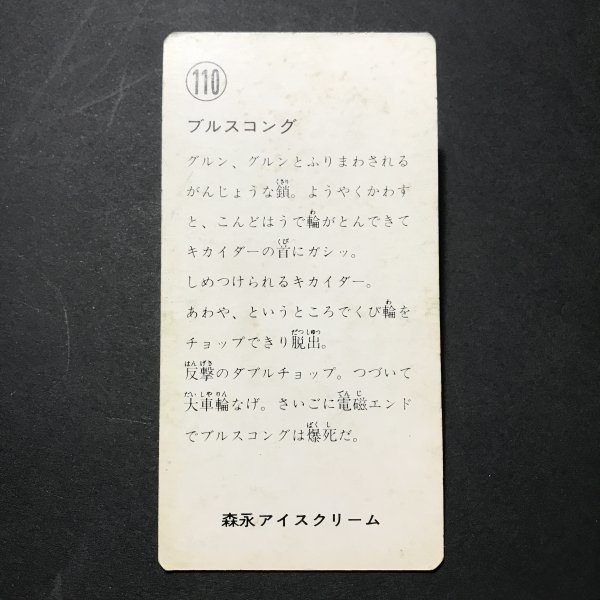 110
ブルスコング
グルン、グルンとふりまわされる
がんじょうな鎖。ようやくかわす
と、こんどはうで輪がとんできて
キカイダーの音にガシッ。
しめつけられるキカイダー。
あわや、というところでくび輪を
チョップできり脱出。
反撃のダブルチョップ。つづいて
大車輪なげ。さいごに電磁エンド
でブルスコングは爆死だ。
森永アイスクリーム